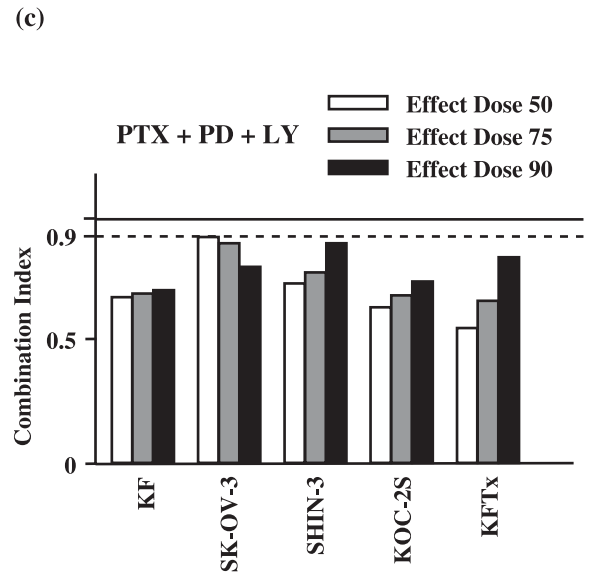 (c)
Effect Dose 50
PTX + PD + LY
Effect Dose 75
Effect Dose 90
0.9
0.5
0
Combination Index
KF
SK-OV-3
SHIN-3
KOC-2S
KFTx